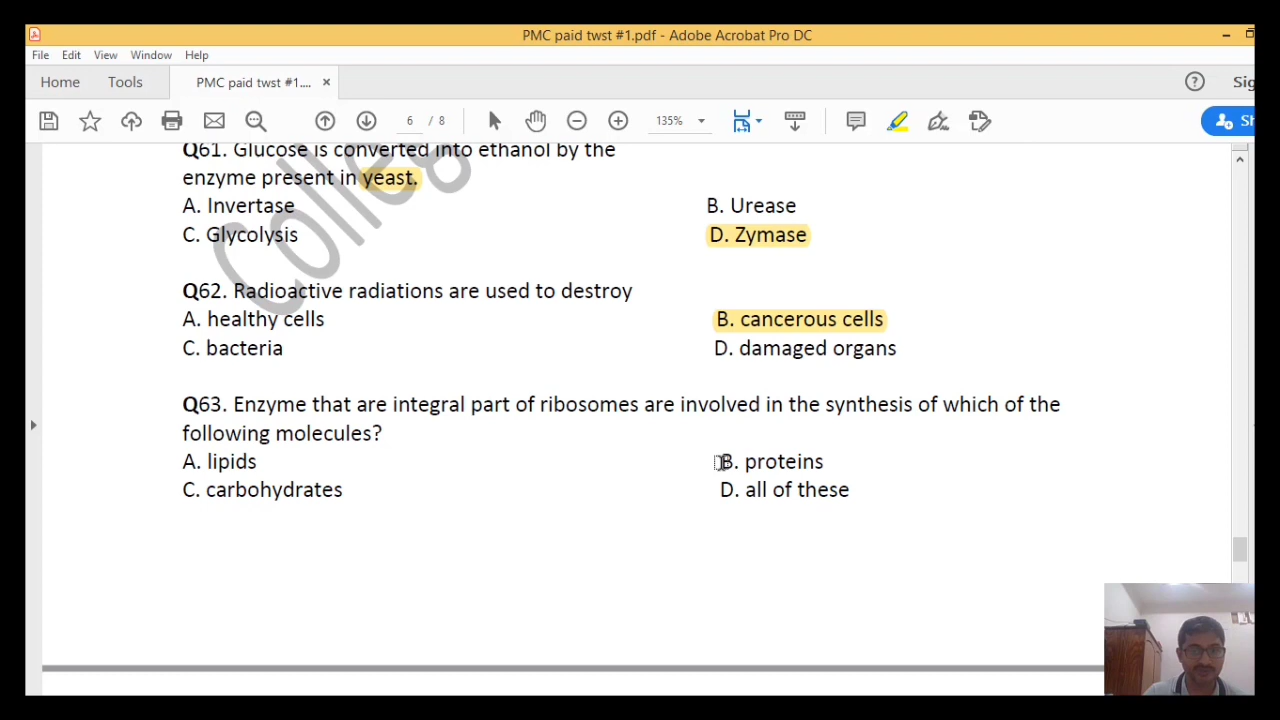 PMC paid twst #1.pdf - Adobe Acrobat Pro DC
File Edit View Window Help
Home Tools PMC paid twst #1.... × ? Sig
6 / 8 135% Sh
Colleg
Q61. Glucose is converted into ethanol by the
enzyme present in yeast.
A. Invertase B. Urease
C. Glycolysis D. Zymase
Q62. Radioactive radiations are used to destroy
A. healthy cells B. cancerous cells
C. bacteria D. damaged organs
Q63. Enzyme that are integral part of ribosomes are involved in the synthesis of which of the
following molecules?
A. lipids B. proteins
C. carbohydrates D. all of these